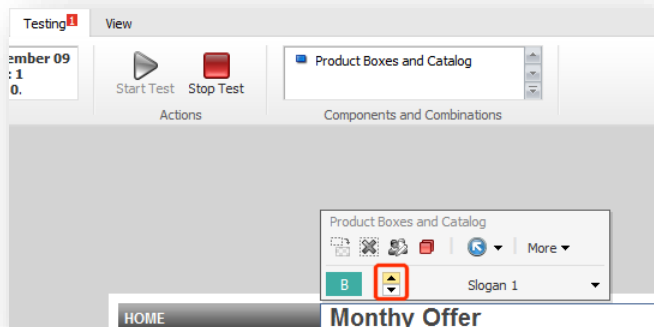 Testing 1 View
ember 09
: 1
0.
Start Test Stop Test
Product Boxes and Catalog
Actions Components and Combinations
Product Boxes and Catalog
More
B Slogan 1
HOME
Monthy Offer